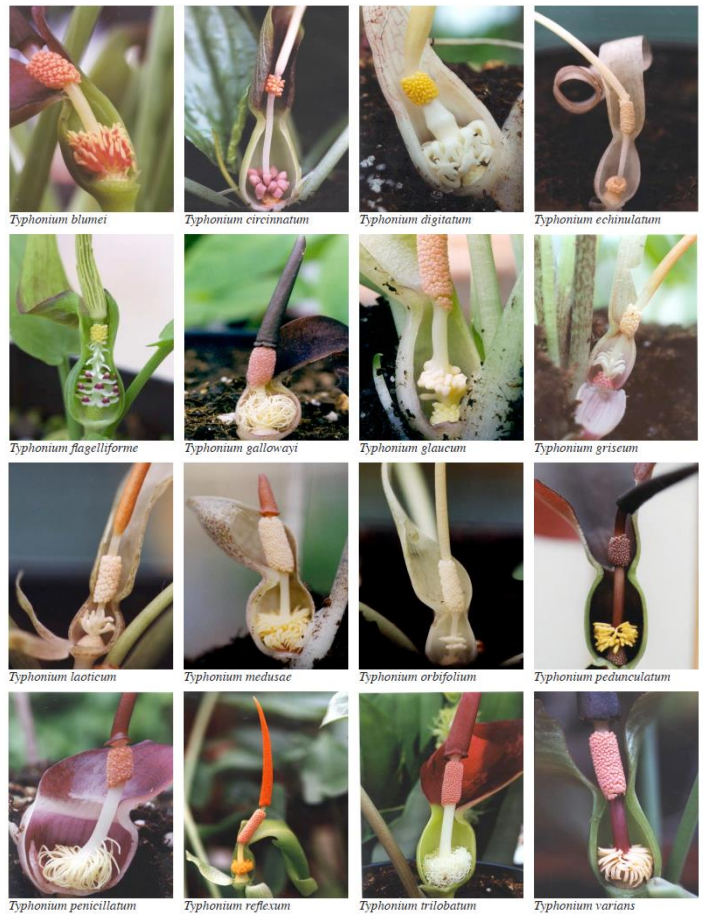 Typhonium blumei
Typhonium circinnatum
Typhonium digitatum
Typhonium echinulatum
Typhonium flagelliforme
Typhonium gallowayi
Typhonium glaucum
Typhonium griseum
Typhonium laoticum
Typhonium medusae
Typhonium orbifolium
Typhonium pedunculatum
Typhonium penicillatum
Typhonium reflexum
Typhonium trilobatum
Typhonium varians